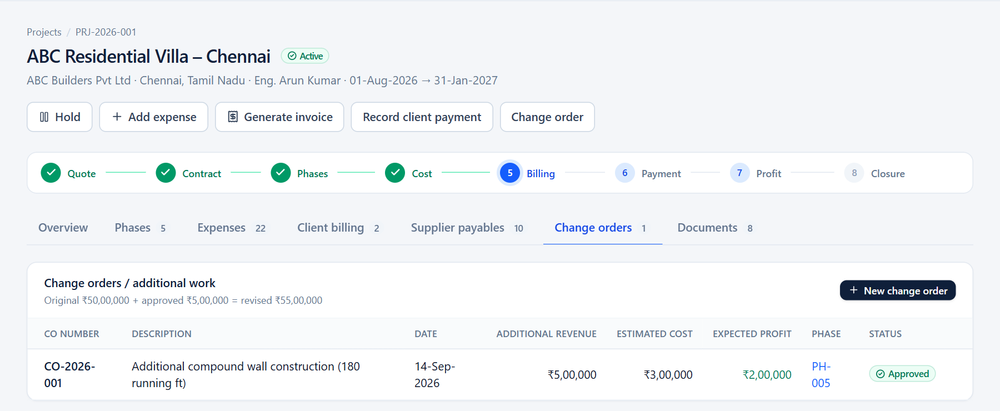 Projects / PRJ-2026-001
ABC Residential Villa – Chennai Active
ABC Builders Pvt Ltd · Chennai, Tamil Nadu · Eng. Arun Kumar · 01-Aug-2026 → 31-Jan-2027
Hold + Add expense Generate invoice Record client payment Change order
Quote Contract Phases Cost 5 Billing 6 Payment 7 Profit 8 Closure
Overview Phases 5 Expenses 22 Client billing 2 Supplier payables 10 Change orders 1 Documents 8
Change orders / additional work
Original ₹50,00,000 + approved ₹5,00,000 = revised ₹55,00,000
+ New change order
CO NUMBER DESCRIPTION DATE ADDITIONAL REVENUE ESTIMATED COST EXPECTED PROFIT PHASE STATUS
CO-2026-001 Additional compound wall construction (180 running ft) 14-Sep-2026 ₹5,00,000 ₹3,00,000 ₹2,00,000 PH-005 Approved